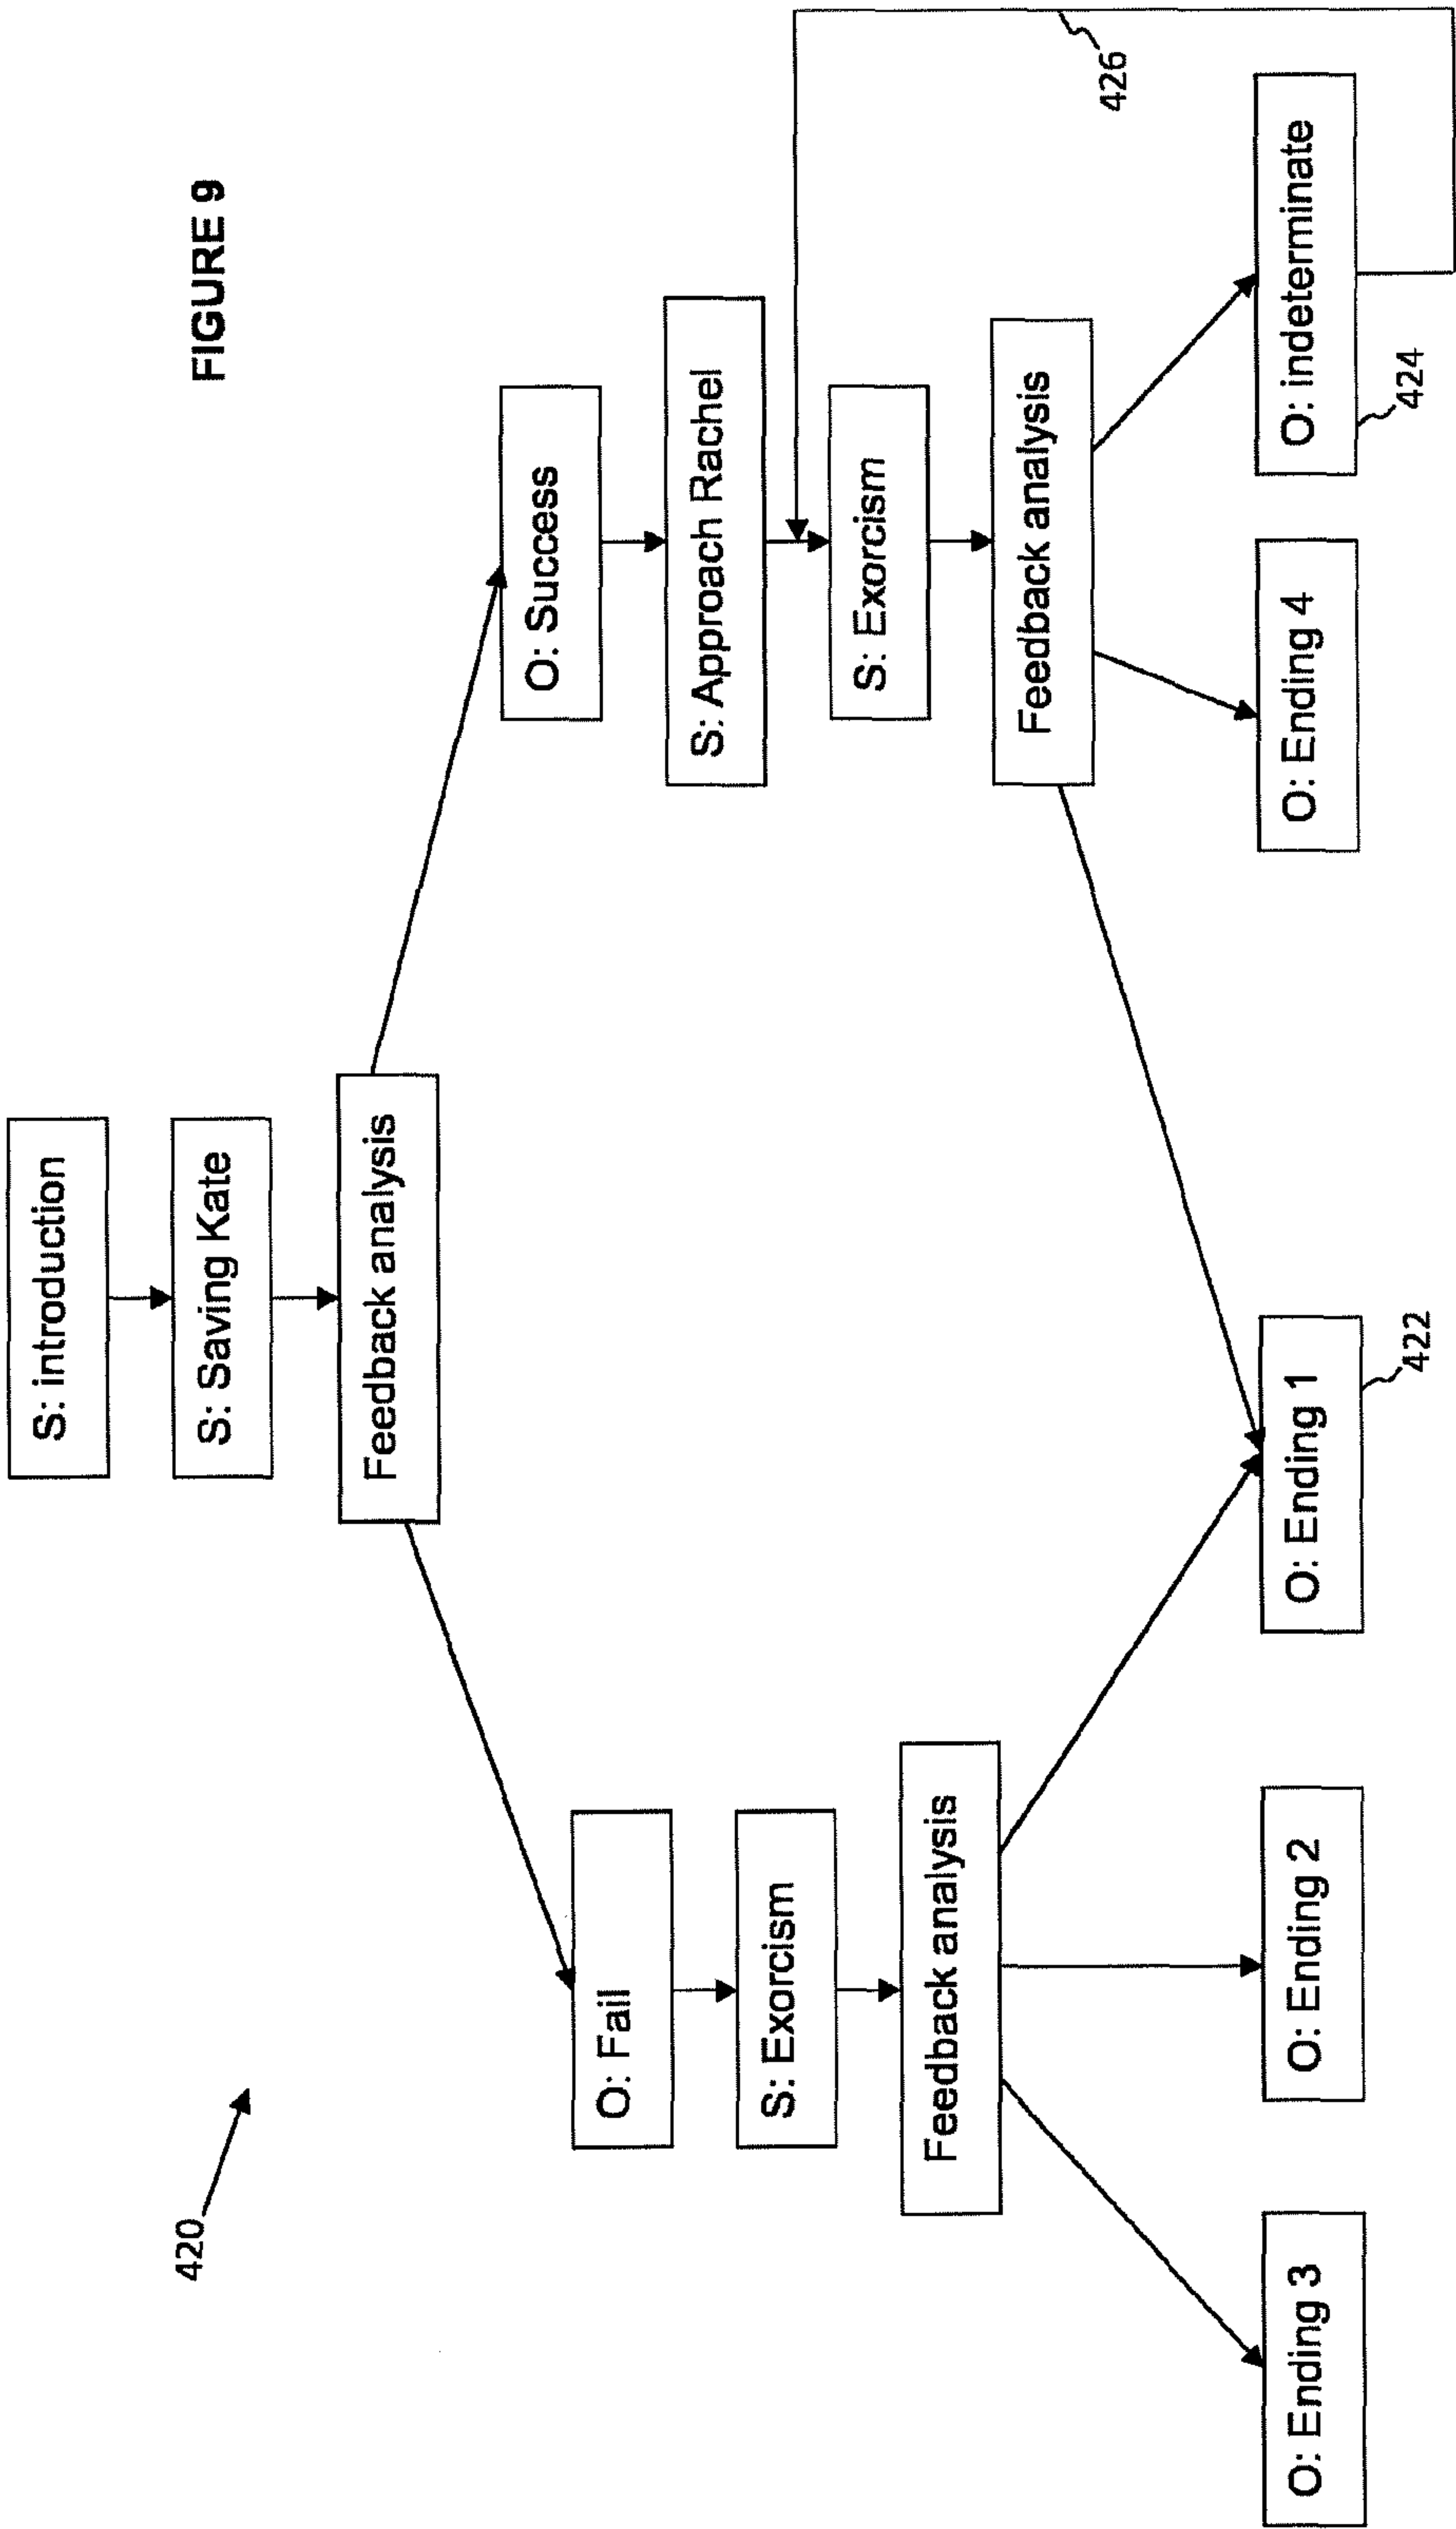 FIGURE 9
420
S: introduction
S: Saving Kate
Feedback analysis
O: Fail
S: Exorcism
Feedback analysis
O: Success
S: Approach Rachel
S: Exorcism
Feedback analysis
O: Ending 3
O: Ending 2
O: Ending 1
422
O: Ending 4
O: indeterminate
424
426